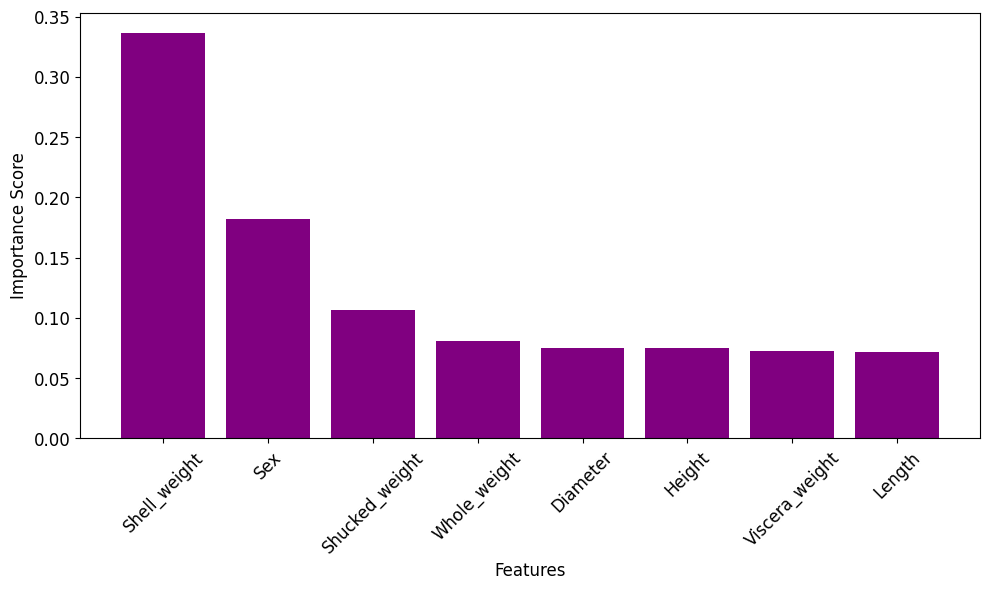 0.35
0.30
0.25
0.20
0.15
0.10
0.05
0.00
Importance Score
Shell_weight
Sex
Shucked_weight
Whole_weight
Diameter
Height
Viscera_weight
Length
Features